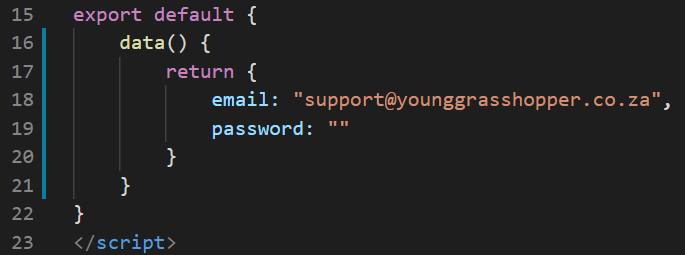 15 export default {
16     data() {
17         return {
18             email: "support@younggrasshopper.co.za",
19             password: ""
20         }
21     }
22 }
23 </script>